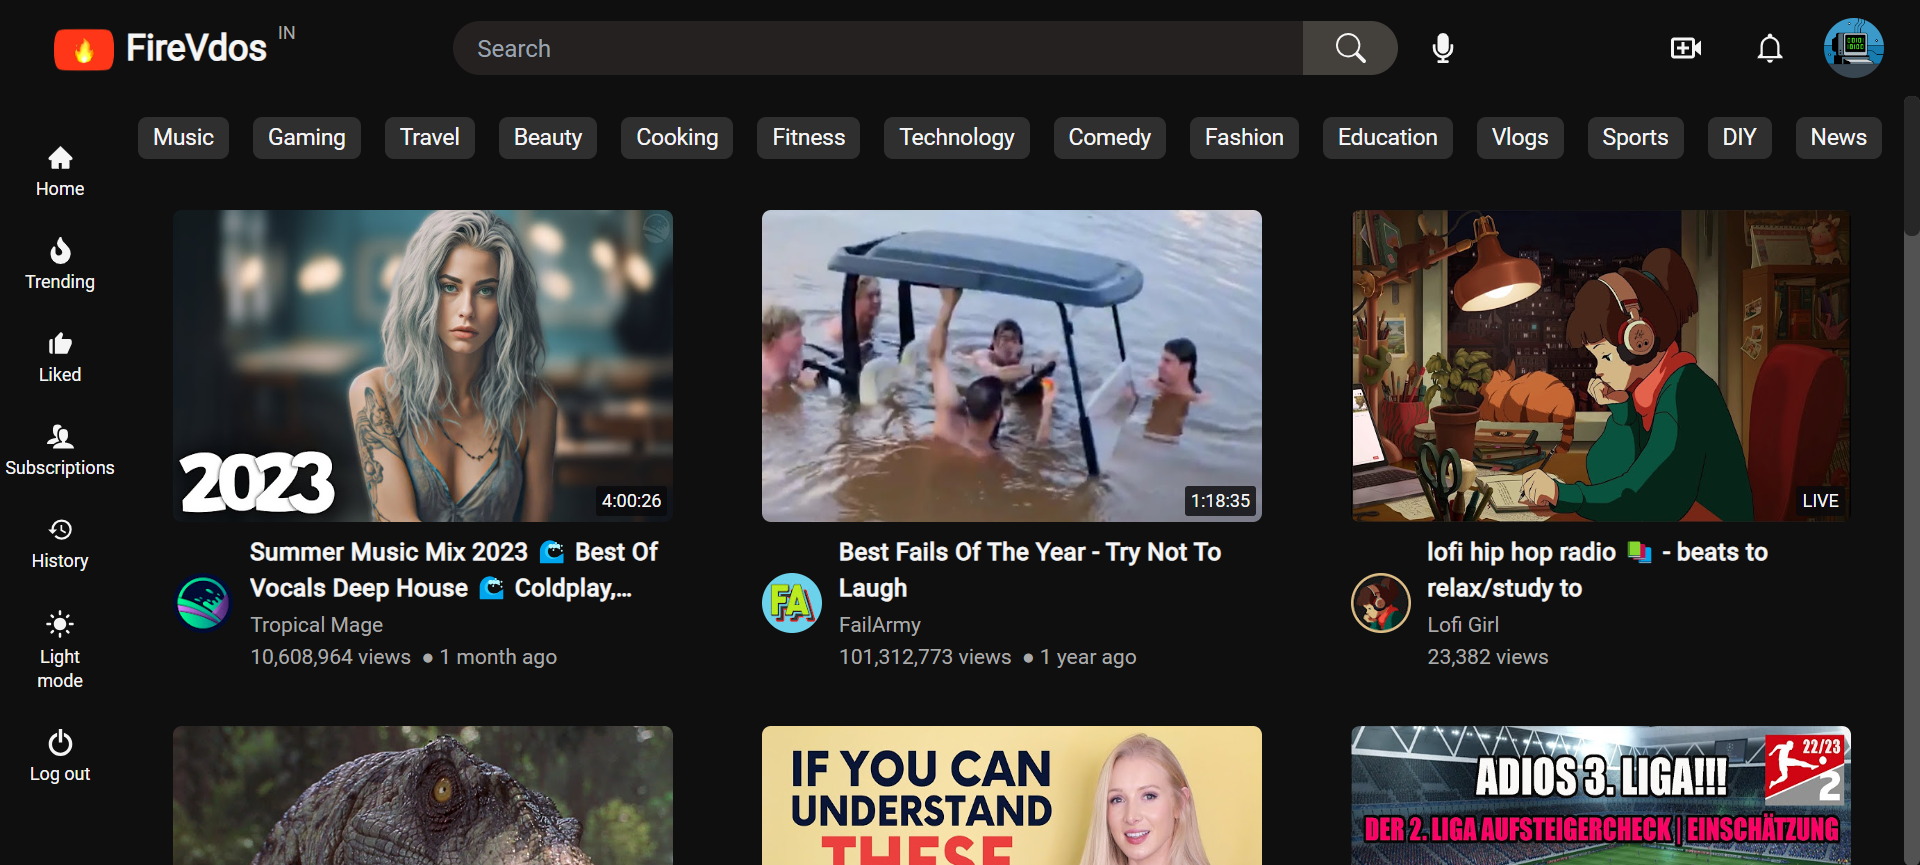 FireVdos IN
Search
Music Gaming Travel Beauty Cooking Fitness Technology Comedy Fashion Education Vlogs Sports DIY News
Home
Trending
Liked
Subscriptions
History
Light
mode
Log out
2023
4:00:26
Summer Music Mix 2023 🌊 Best Of
Vocals Deep House 🌊 Coldplay,...
Tropical Mage
10,608,964 views ● 1 month ago
1:18:35
FA
Best Fails Of The Year - Try Not To
Laugh
FailArmy
101,312,773 views ● 1 year ago
LIVE
lofi hip hop radio 📚 - beats to
relax/study to
Lofi Girl
23,382 views
IF YOU CAN
UNDERSTAND
THESE
ADIOS 3. LIGA!!!
22/23
2
DER 2. LIGA AUFSTEIGERCHECK | EINSCHÄTZUNG